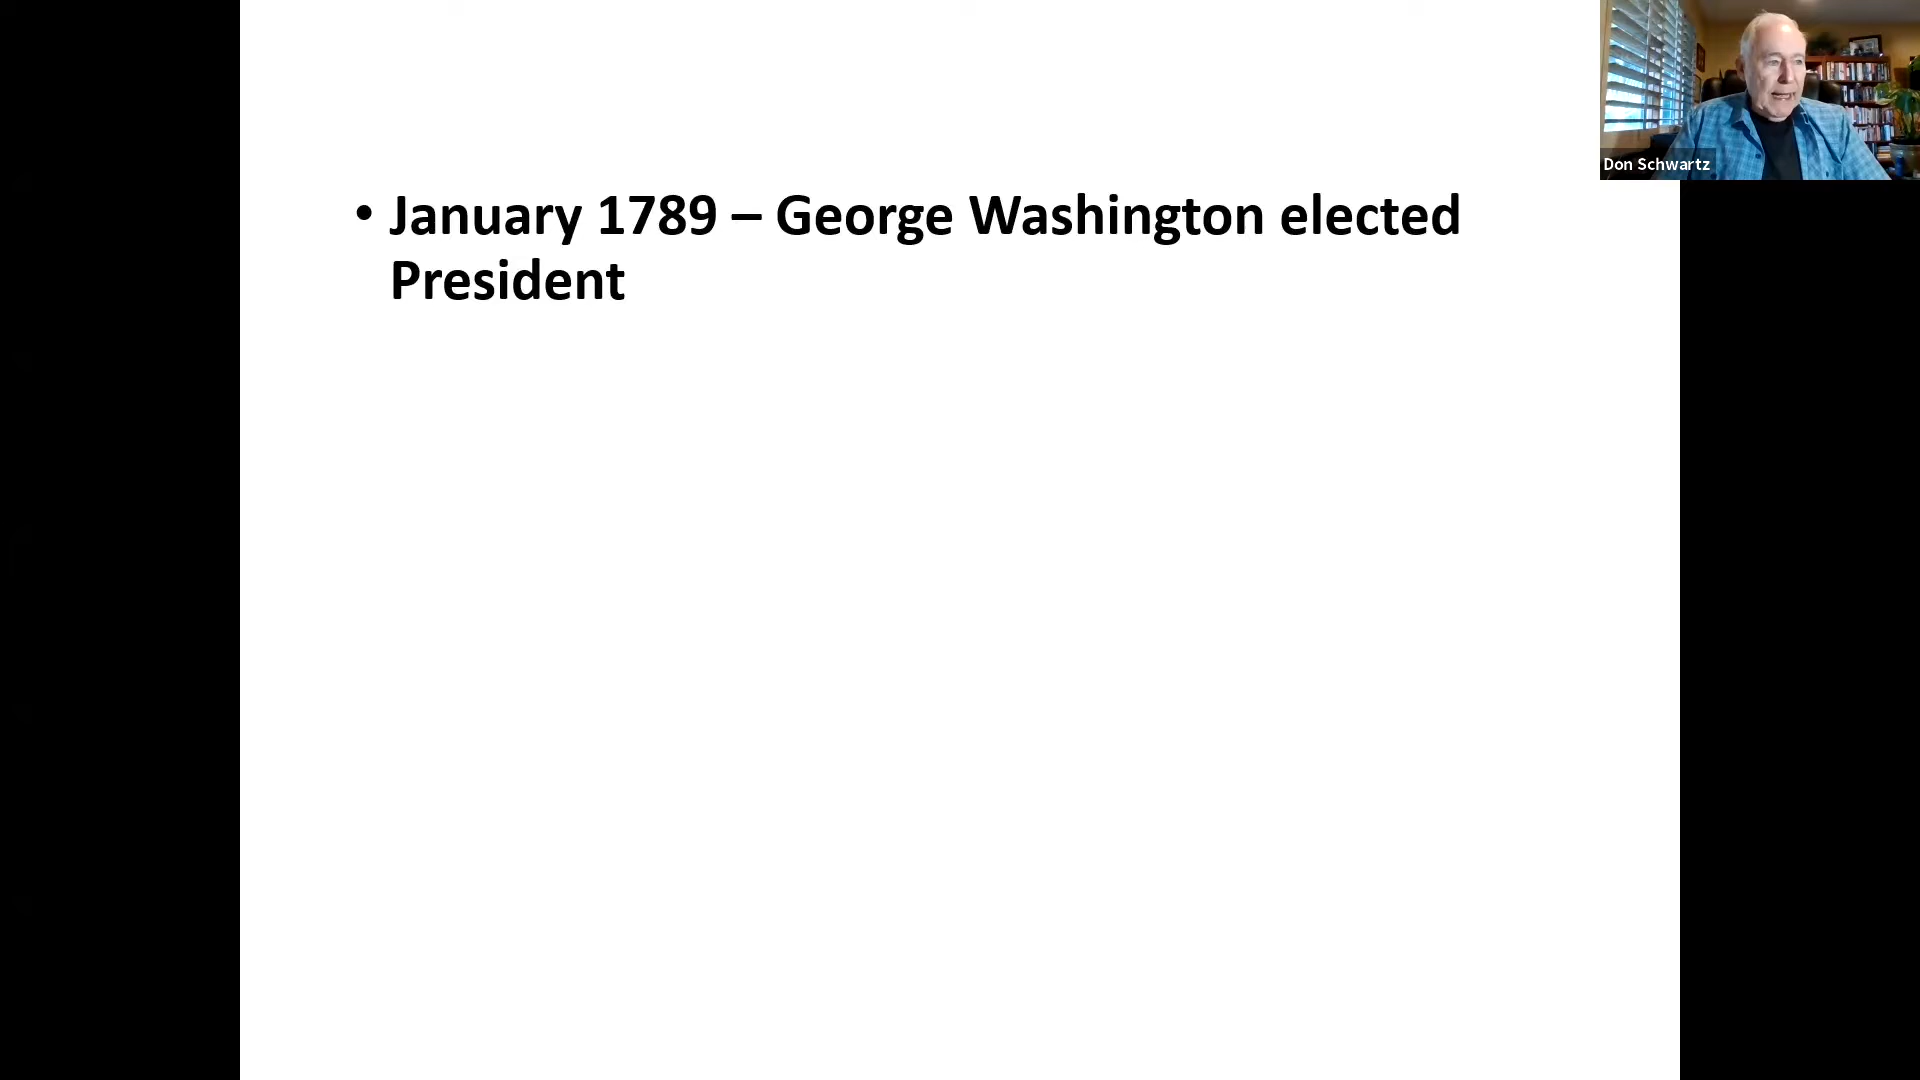 • January 1789 – George Washington elected
President
Don Schwartz